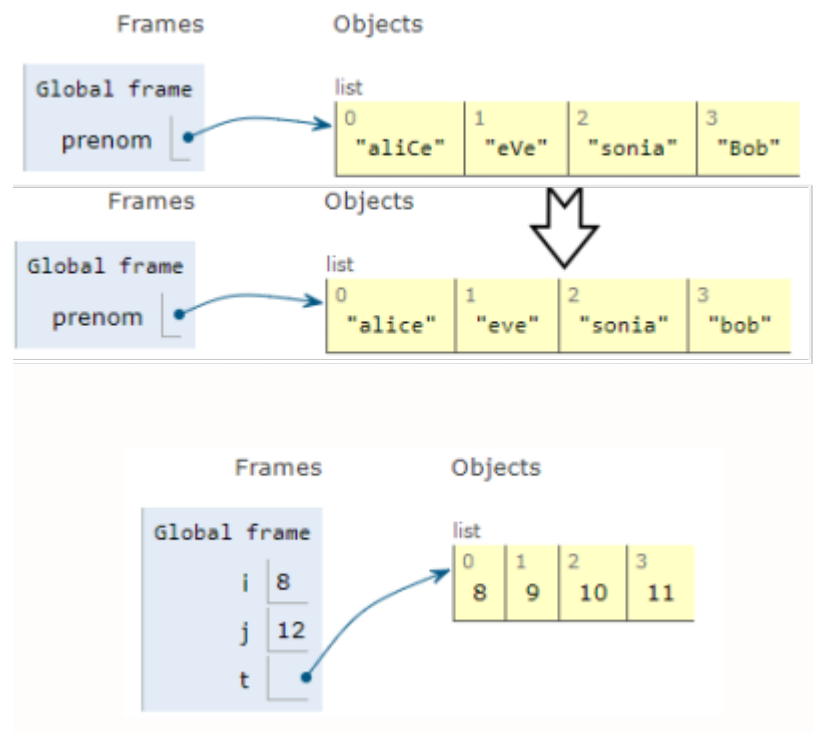 Frames Objects
Global frame
list
0 1 2 3
prenom "aliCe" "eVe" "sonia" "Bob"
Frames Objects
Global frame
list
0 1 2 3
prenom "alice" "eve" "sonia" "bob"
Frames Objects
Global frame
list
0 1 2 3
i 8 8 9 10 11
j 12
t